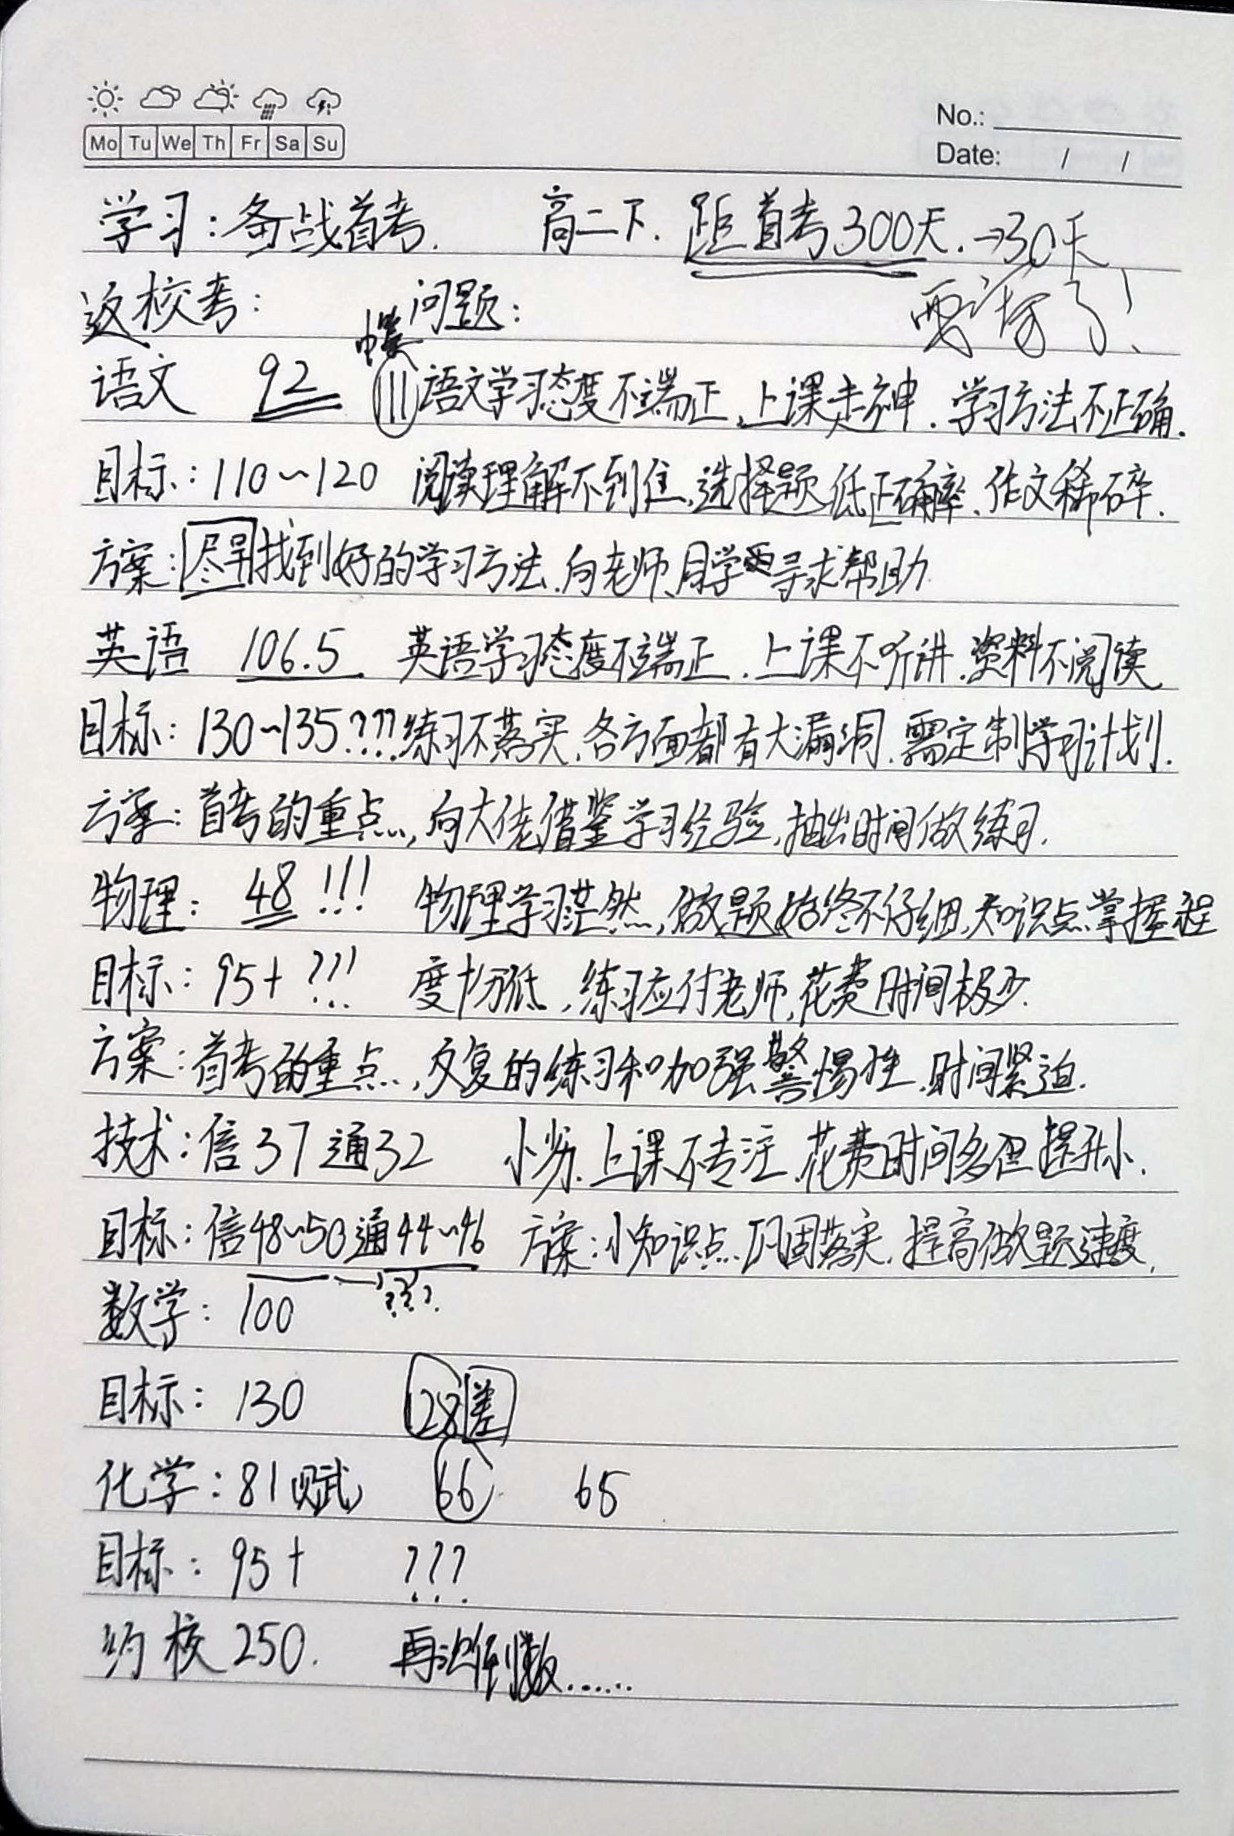 Mo Tu We Th Fr Sa Su
No.:
Date: / /
学习：备战首考. 高二下. 距首考300天.→30天
返校考： 问题： 要寄了！
语文 92 111 语文学习态度不端正、上课走神、学习方法不正确.
目标：110～120 阅读理解不到位、选择题低正确率、作文稀碎.
方案：尽早找到好的学习方法、向老师、同学寻求帮助
英语 106.5 英语学习态度不端正、上课不听讲、资料不阅读
目标：130～135???练习不落实、各方面都有大漏洞、需定制学习计划.
方案：首考的重点..,向大佬借鉴学习经验,抽出时间做练习.
物理：48!!! 物理学习茫然,做题始终不仔细、知识点掌握程
目标：95+??? 度均低,练习应付老师,花费时间极少.
方案：首考的重点..,反复的练习和加强警惕性、时间紧迫.
技术：信37通32 小劣.上课不专注、花费时间多但提升小.
目标：信48～50通44～46 方案：小知识点..巩固落实、提高做题速度.
→???
数学：100
目标：130 128差
化学：81(赋) 66 65
目标：95+ ???
约校250. 再次倒数......